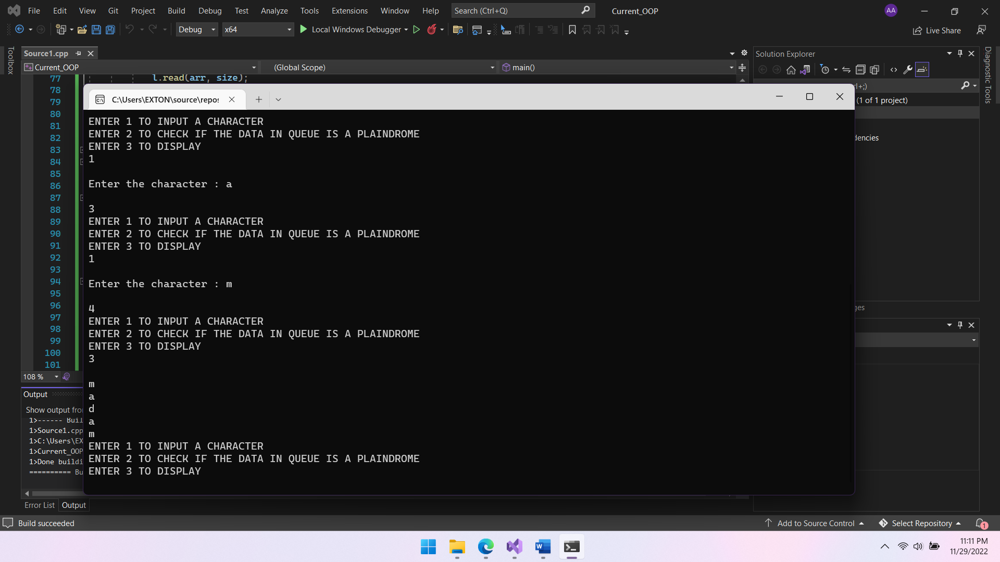 File Edit View Git Project Build Debug Test Analyze Tools Extensions Window Help Search (Ctrl+Q) Current_OOP AA
Debug x64 Local Windows Debugger Live Share
Toolbox
Source1.cpp
Current_OOP (Global Scope) main()
77 l.read(arr, size);
78
79
80
81
82
83
84
85
86
87
88
89
90
91
92
93
94
95
96
97
98
99
100
101
108 %
C:\Users\EXTON\source\repos
ENTER 1 TO INPUT A CHARACTER
ENTER 2 TO CHECK IF THE DATA IN QUEUE IS A PLAINDROME
ENTER 3 TO DISPLAY
1
Enter the character : a
3
ENTER 1 TO INPUT A CHARACTER
ENTER 2 TO CHECK IF THE DATA IN QUEUE IS A PLAINDROME
ENTER 3 TO DISPLAY
1
Enter the character : m
4
ENTER 1 TO INPUT A CHARACTER
ENTER 2 TO CHECK IF THE DATA IN QUEUE IS A PLAINDROME
ENTER 3 TO DISPLAY
3
m
a
d
a
m
ENTER 1 TO INPUT A CHARACTER
ENTER 2 TO CHECK IF THE DATA IN QUEUE IS A PLAINDROME
ENTER 3 TO DISPLAY
Solution Explorer
rl+;)
(1 of 1 project)
dencies
ges
Diagnostic Tools
Output
Show output fro
1>------ Buil
1>Source1.cpp
1>C:\Users\EX
1>Current_OOP
1>Done buildi
========== Bu
Error List Output
Build succeeded Add to Source Control Select Repository 1
11:11 PM
11/29/2022